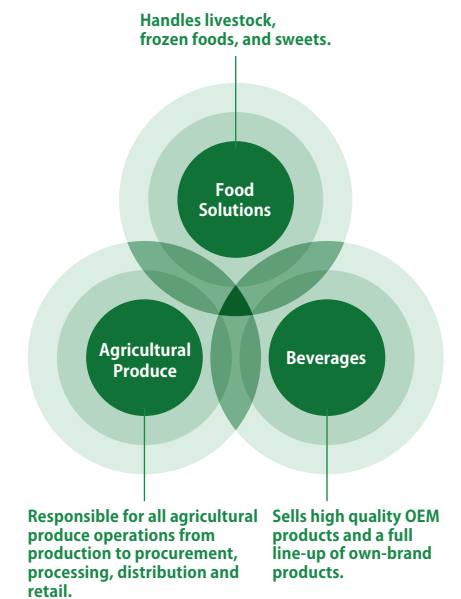 Handles livestock,
frozen foods, and sweets.
Food
Solutions
Agricultural
Produce
Beverages
Responsible for all agricultural
produce operations from
production to procurement,
processing, distribution and
retail.
Sells high quality OEM
products and a full
line-up of own-brand
products.